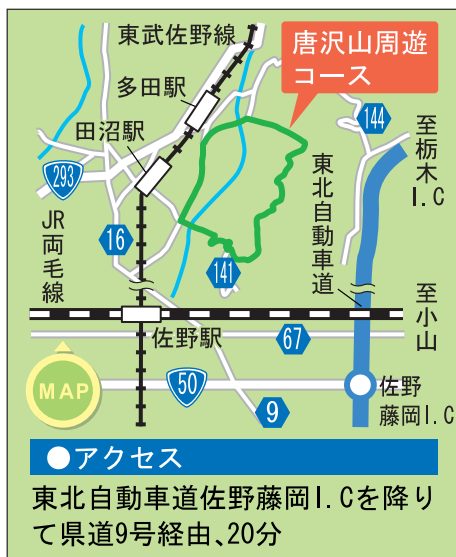 東武佐野線
唐沢山周遊
コース
多田駅
田沼駅
144
至栃木I.C
293
東北自動車道
JR両毛線
16
141
至小山
佐野駅
67
MAP
50
佐野
藤岡I.C
9
●アクセス
東北自動車道佐野藤岡I.Cを降り
て県道9号経由、20分